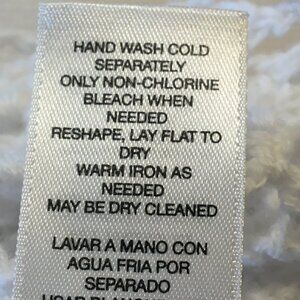 HAND WASH COLD
SEPARATELY
ONLY NON-CHLORINE
BLEACH WHEN
NEEDED
RESHAPE, LAY FLAT TO
DRY
WARM IRON AS
NEEDED
MAY BE DRY CLEANED
LAVAR A MANO CON
AGUA FRIA POR
SEPARADO